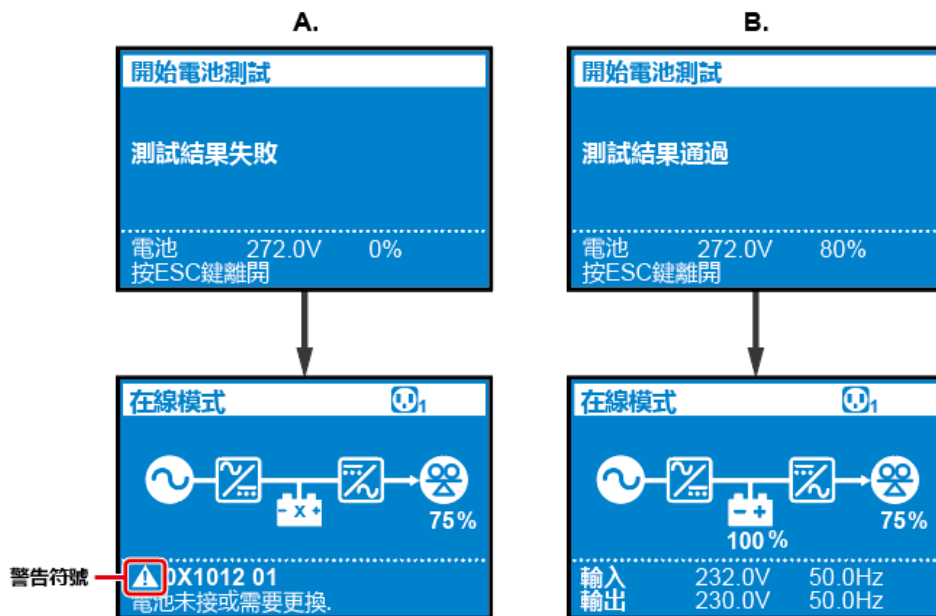 A.
開始電池測試
測試結果失敗
電池 272.0V 0%
按ESC鍵離開
在線模式 1
75%
警告符號
0X1012 01
電池未接或需要更換.
B.
開始電池測試
測試結果通過
電池 272.0V 80%
按ESC鍵離開
在線模式 1
100%
75%
輸入 232.0V 50.0Hz
輸出 230.0V 50.0Hz